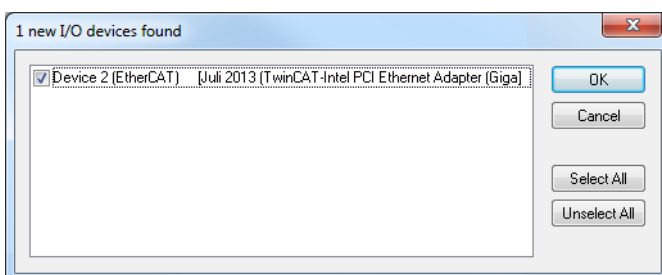 1 new I/O devices found
Device 2 (EtherCAT) [Juli 2013 (TwinCAT-Intel PCI Ethernet Adapter (Giga]
OK
Cancel
Select All
Unselect All